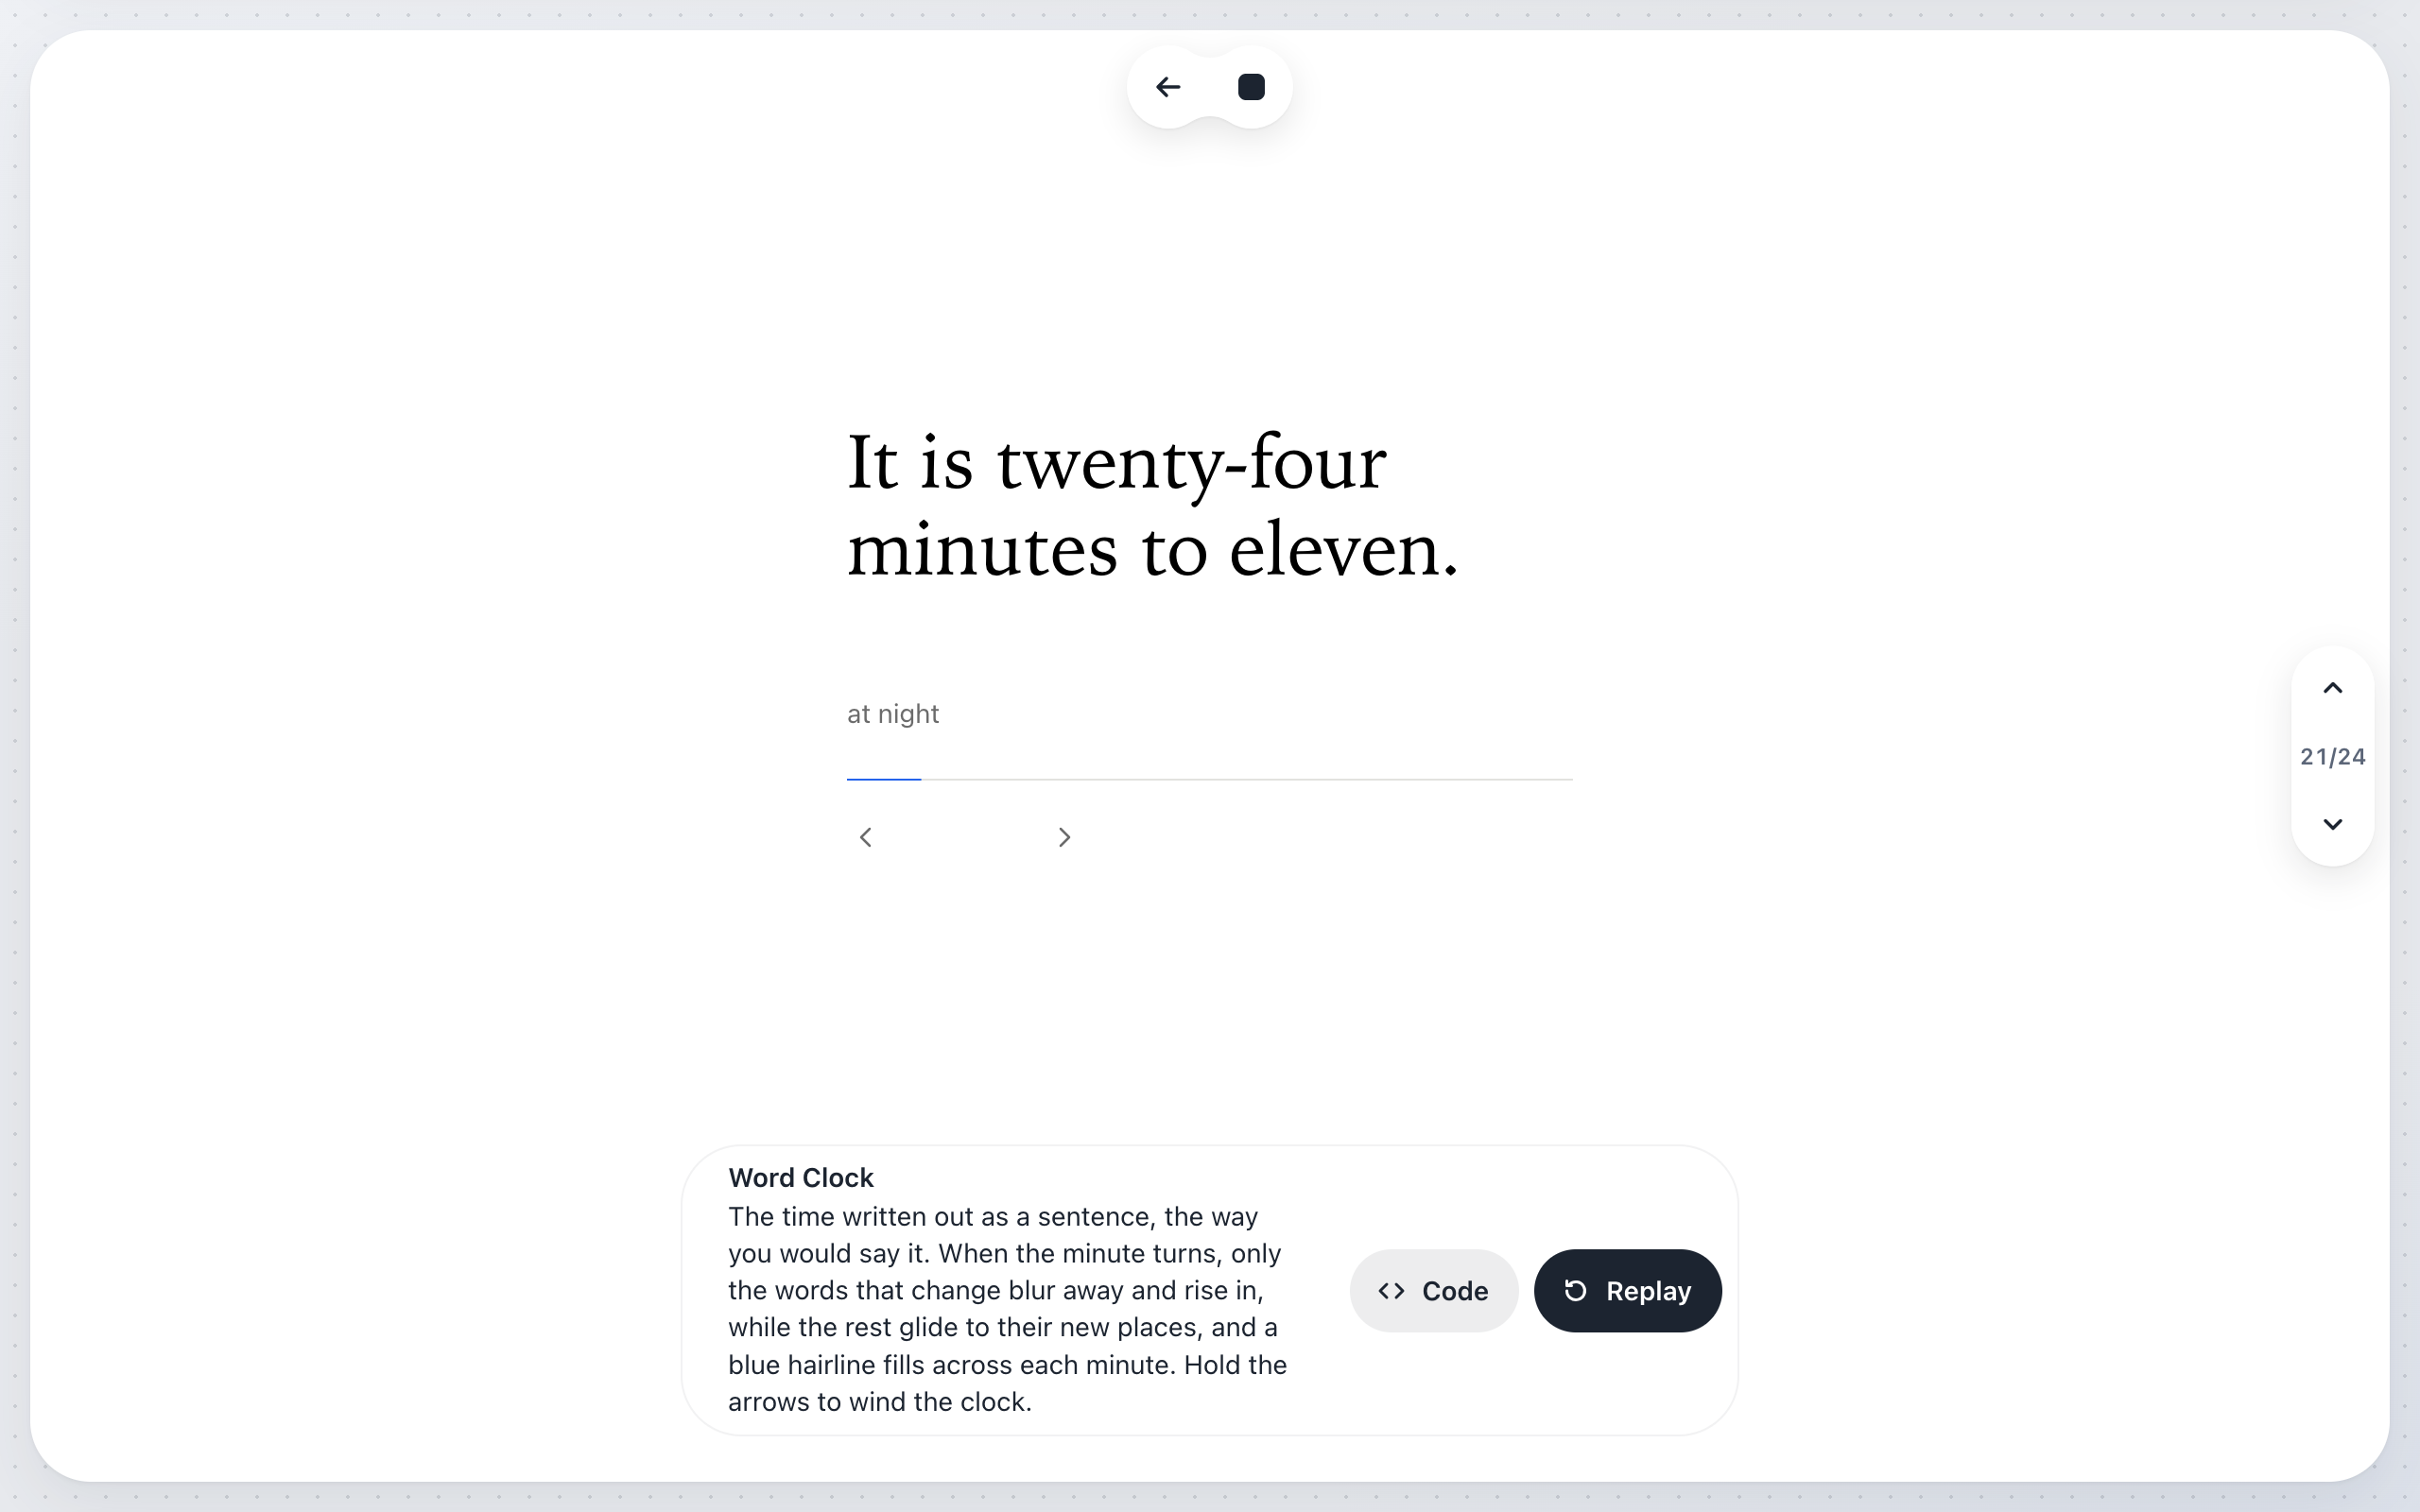 It is twenty-four
minutes to eleven.
at night
21/24
Word Clock
The time written out as a sentence, the way
you would say it. When the minute turns, only
the words that change blur away and rise in,
while the rest glide to their new places, and a
blue hairline fills across each minute. Hold the
arrows to wind the clock.
Code
Replay